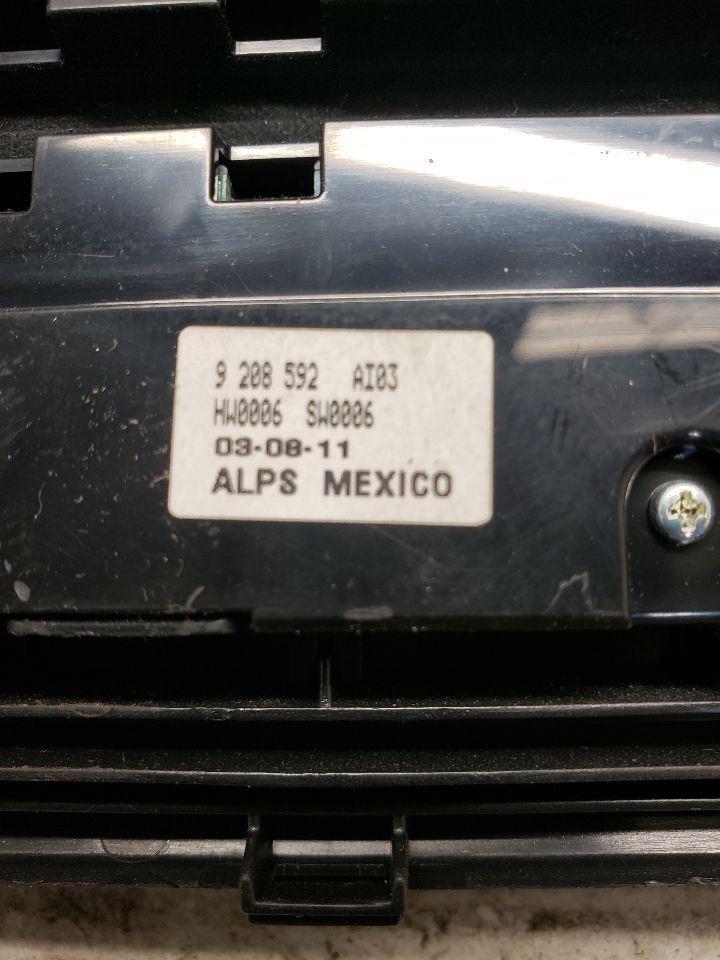 9 208 592 AI03
HW0006 SW0006
03-08-11
ALPS MEXICO